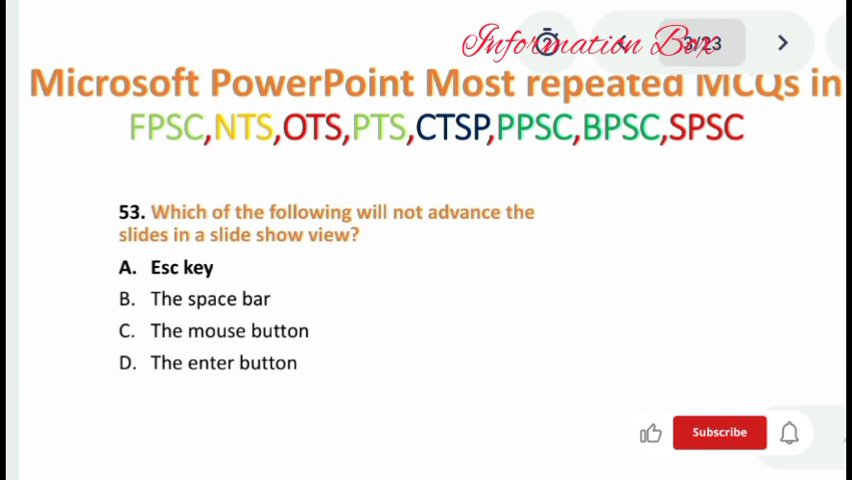 Information Box
3/23
Microsoft PowerPoint Most repeated MCQs in
FPSC,NTS,OTS,PTS,CTSP,PPSC,BPSC,SPSC
53. Which of the following will not advance the
slides in a slide show view?
A. Esc key
B. The space bar
C. The mouse button
D. The enter button
Subscribe